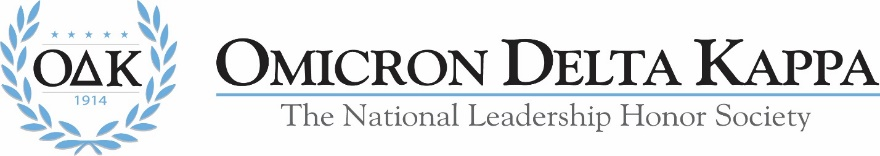 ΟΔΚ
1914
OMICRON DELTA KAPPA
The National Leadership Honor Society